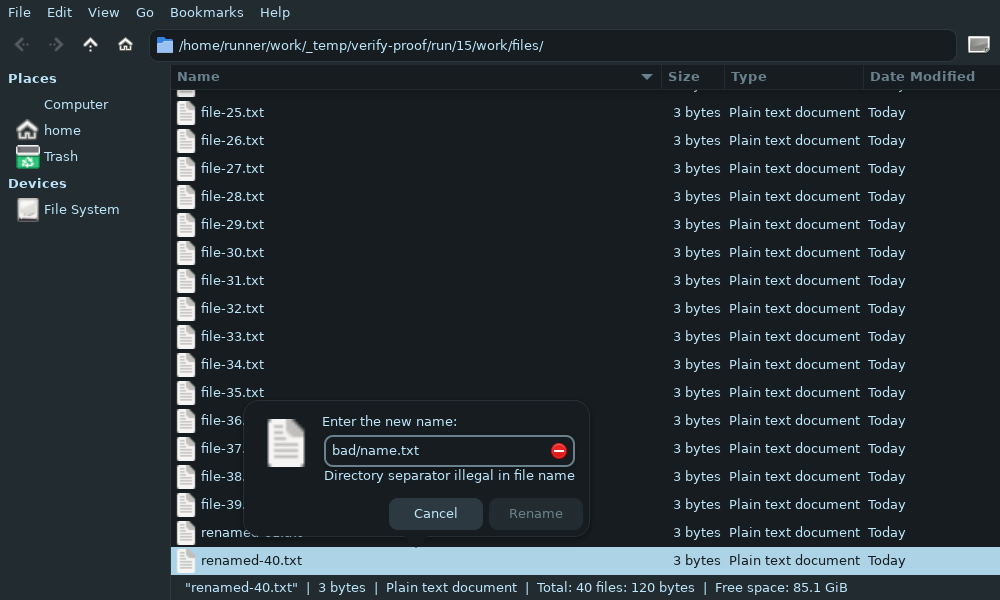 File Edit View Go Bookmarks Help
/home/runner/work/_temp/verify-proof/run/15/work/files/
Places
Computer
home
Trash
Devices
File System
Name Size Type Date Modified
file-25.txt 3 bytes Plain text document Today
file-26.txt 3 bytes Plain text document Today
file-27.txt 3 bytes Plain text document Today
file-28.txt 3 bytes Plain text document Today
file-29.txt 3 bytes Plain text document Today
file-30.txt 3 bytes Plain text document Today
file-31.txt 3 bytes Plain text document Today
file-32.txt 3 bytes Plain text document Today
file-33.txt 3 bytes Plain text document Today
file-34.txt 3 bytes Plain text document Today
file-35.txt 3 bytes Plain text document Today
file-36. 3 bytes Plain text document Today
file-37. 3 bytes Plain text document Today
file-38. 3 bytes Plain text document Today
file-39. 3 bytes Plain text document Today
3 bytes Plain text document Today
renamed-40.txt 3 bytes Plain text document Today
Enter the new name:
bad/name.txt
Directory separator illegal in file name
Cancel Rename
"renamed-40.txt" | 3 bytes | Plain text document | Total: 40 files: 120 bytes | Free space: 85.1 GiB